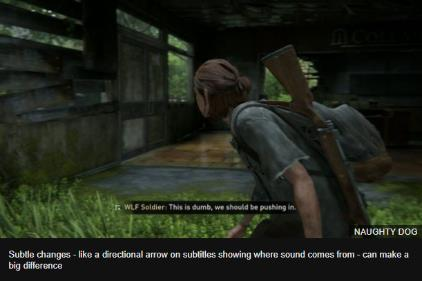 WLF Soldier: This is dumb, we should be pushing in.
NAUGHTY DOG
Subtle changes - like a directional arrow on subtitles showing where sound comes from - can make a
big difference